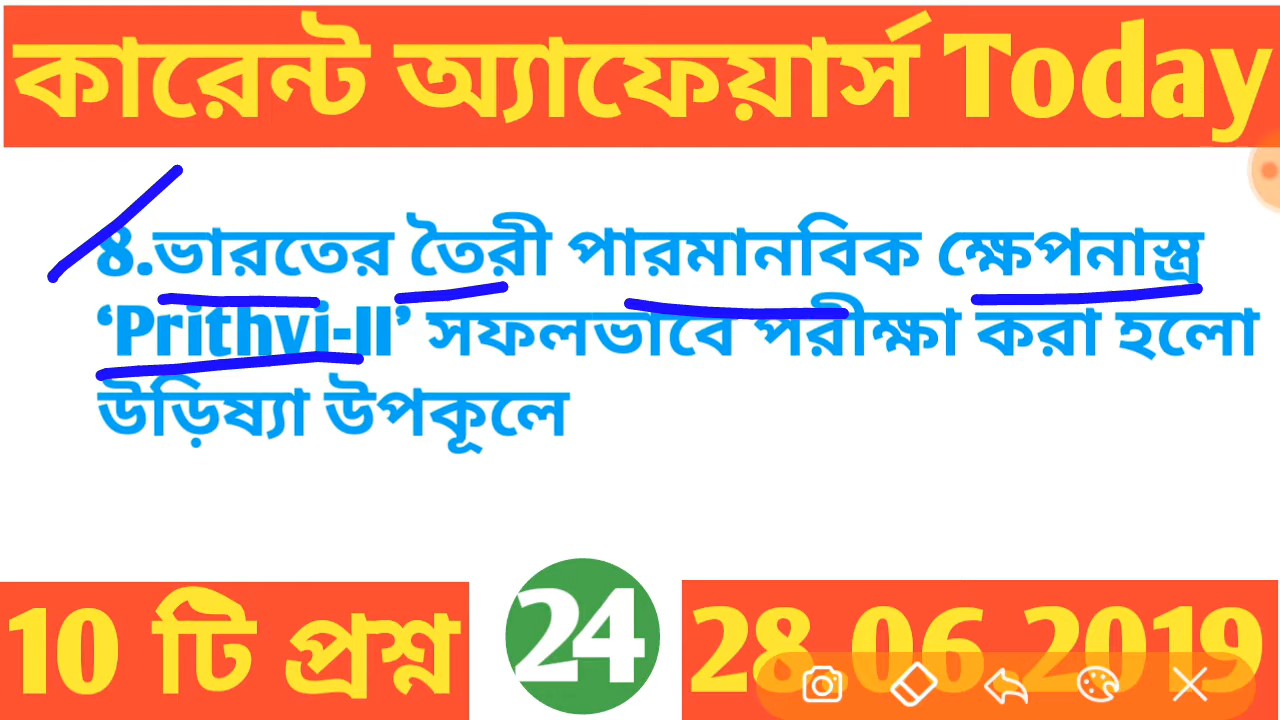 কারেন্ট অ্যাফেয়ার্স Today
8.ভারতের তৈরী পারমানবিক ক্ষেপনাস্ত্র
‘Prithvi-II’ সফলভাবে পরীক্ষা করা হলো
উড়িষ্যা উপকূলে
10 টি প্রশ্ন
24
28.06.2019